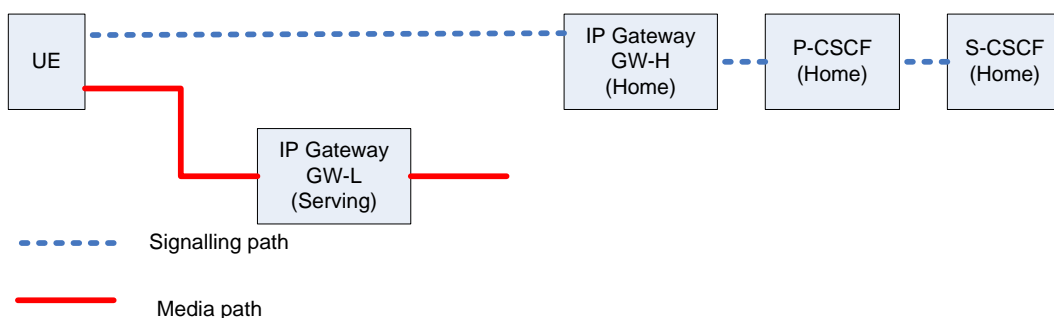 UE
IP Gateway
GW-H
(Home)
P-CSCF
(Home)
S-CSCF
(Home)
IP Gateway
GW-L
(Serving)
Signalling path
Media path